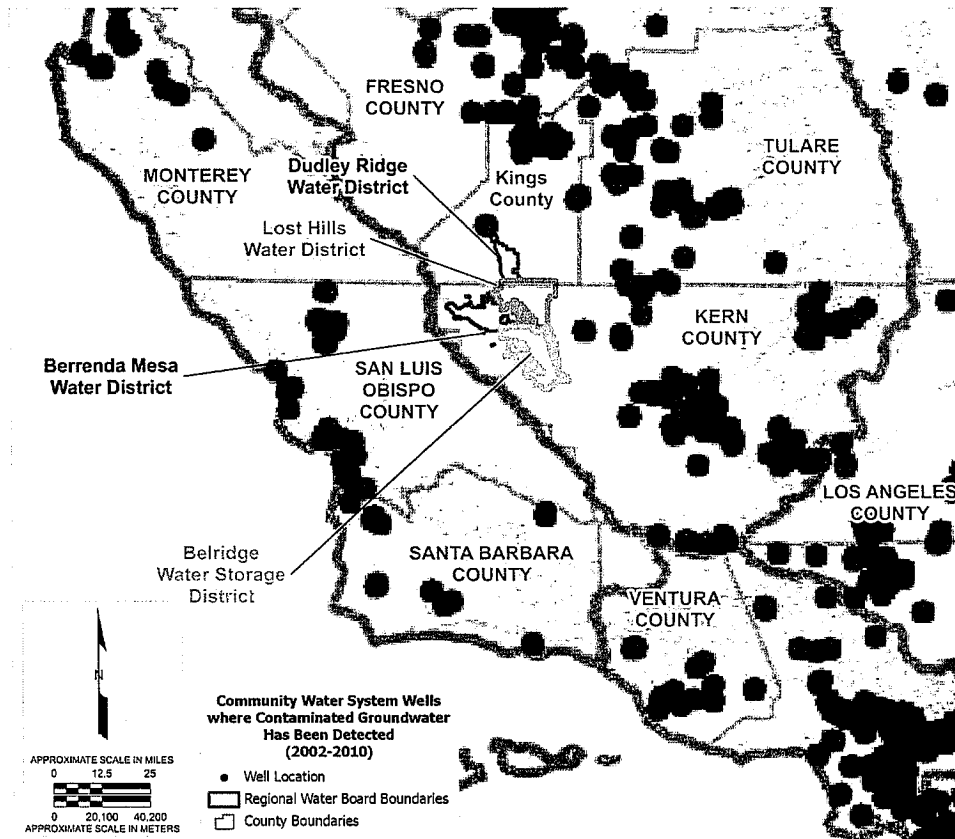 FRESNO
COUNTY
TULARE
COUNTY
Dudley Ridge
Water District
Kings
County
MONTEREY
COUNTY
Lost Hills
Water District
KERN
COUNTY
Berrenda Mesa
Water District
SAN LUIS
OBISPO
COUNTY
LOS ANGELES
COUNTY
Belridge
Water Storage
District
SANTA BARBARA
COUNTY
VENTURA
COUNTY
N
Community Water System Wells
where Contaminated Groundwater
Has Been Detected
(2002-2010)
Well Location
Regional Water Board Boundaries
County Boundaries
APPROXIMATE SCALE IN MILES
0 12.5 25
0 20,100 40,200
APPROXIMATE SCALE IN METERS